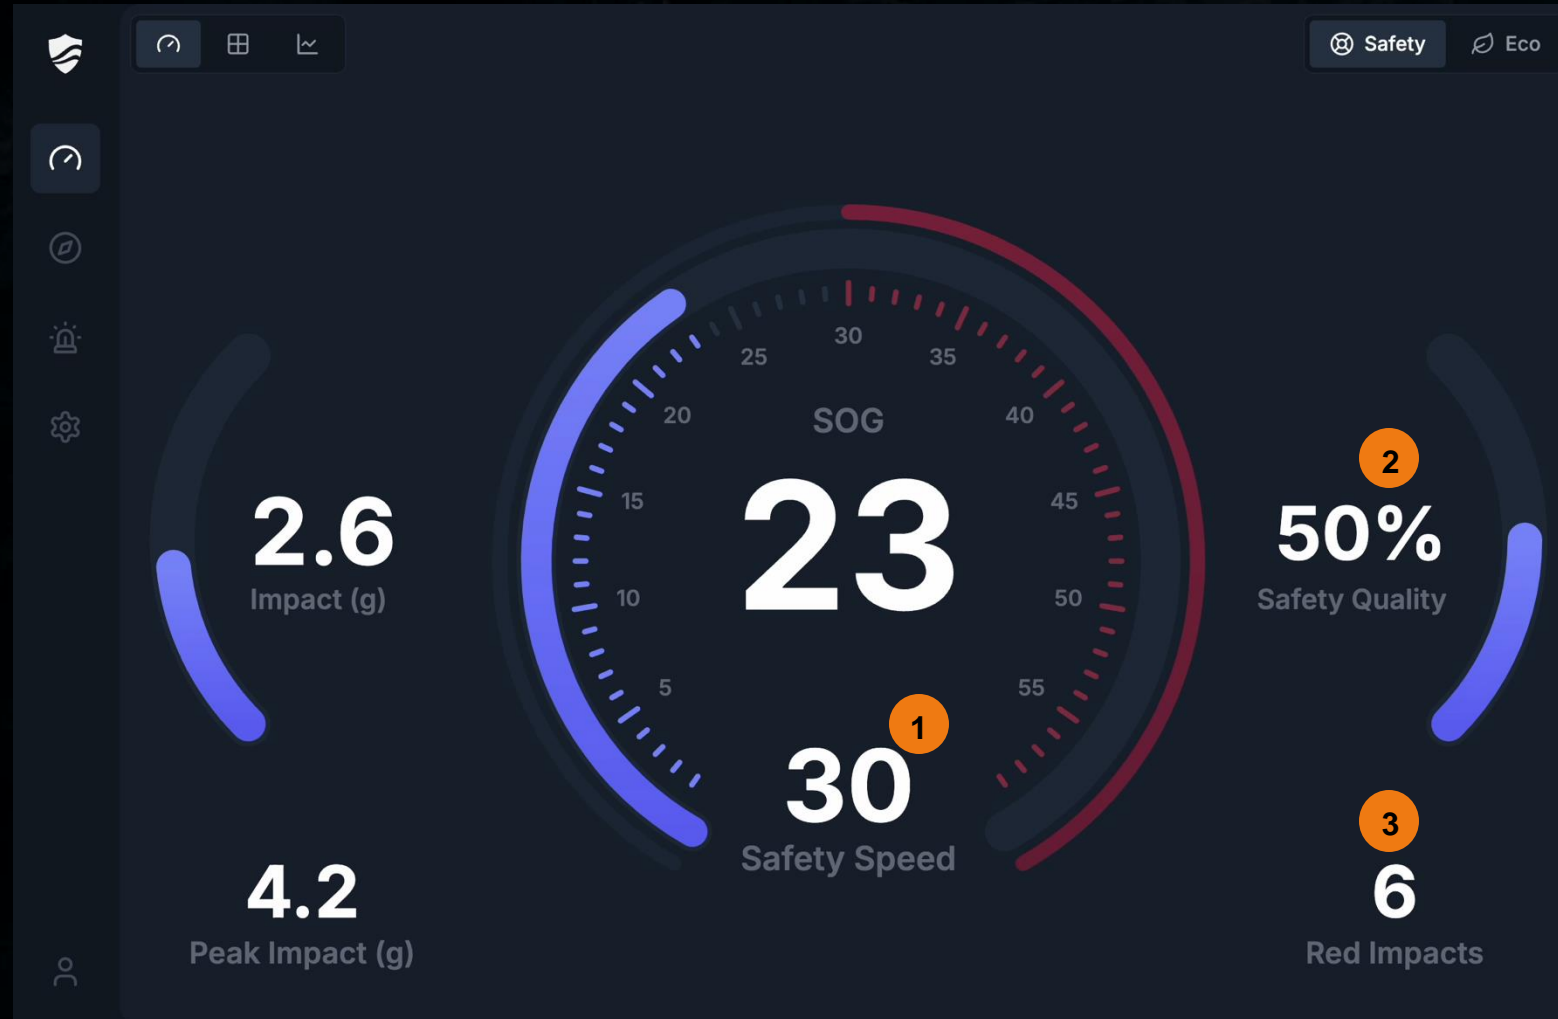 Safety
Eco
30
25
35
20
40
SOG
15
45
23
2
50%
2.6
Impact (g)
Safety Quality
10
50
5
55
1
30
Safety Speed
3
4.2
6
Peak Impact (g)
Red Impacts